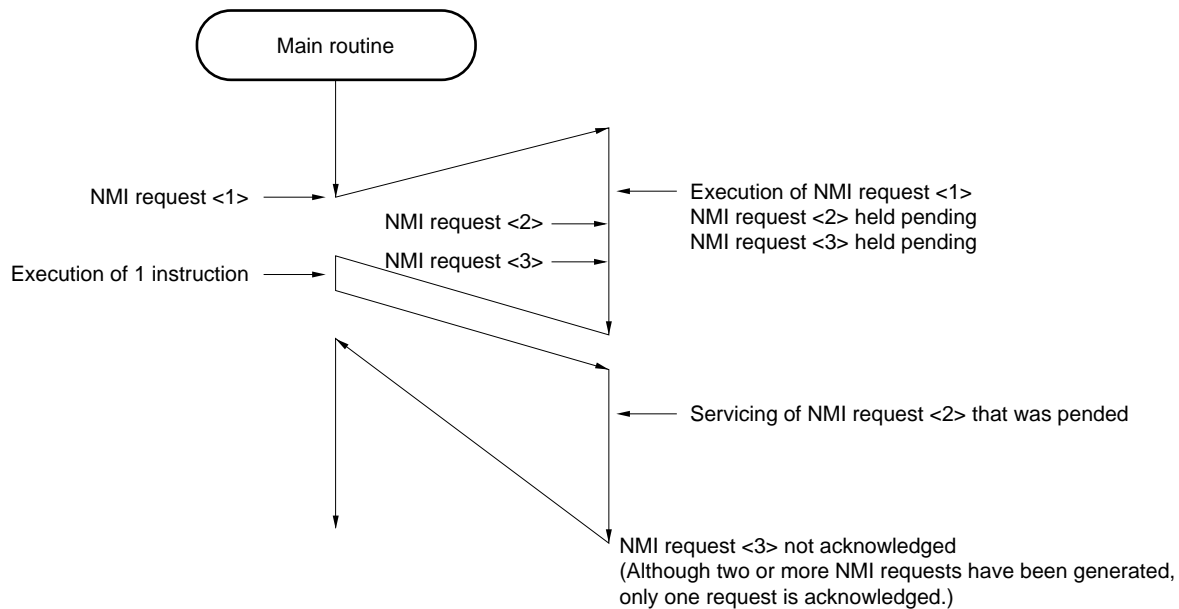 Main routine
NMI request <1>
Execution of NMI request <1>
NMI request <2> held pending
NMI request <3> held pending
NMI request <2>
NMI request <3>
Execution of 1 instruction
Servicing of NMI request <2> that was pended
NMI request <3> not acknowledged
(Although two or more NMI requests have been generated,
only one request is acknowledged.)